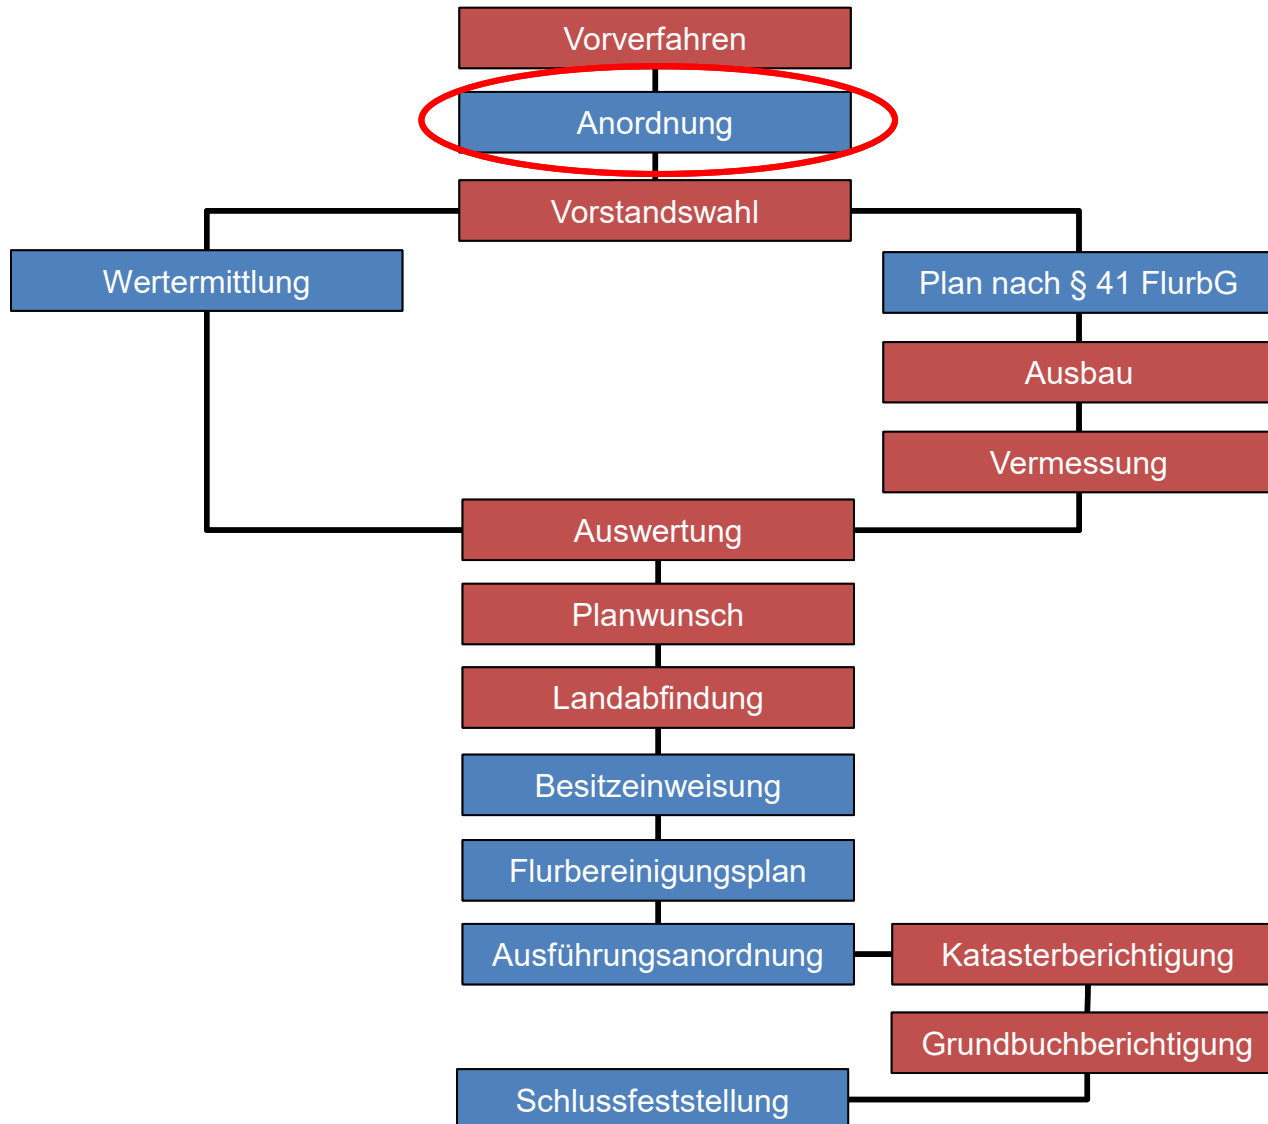 Vorverfahren
Anordnung
Vorstandswahl
Wertermittlung
Plan nach § 41 FlurbG
Ausbau
Vermessung
Auswertung
Planwunsch
Landabfindung
Besitzeinweisung
Flurbereinigungsplan
Ausführungsanordnung
Katasterberichtigung
Grundbuchberichtigung
Schlussfeststellung